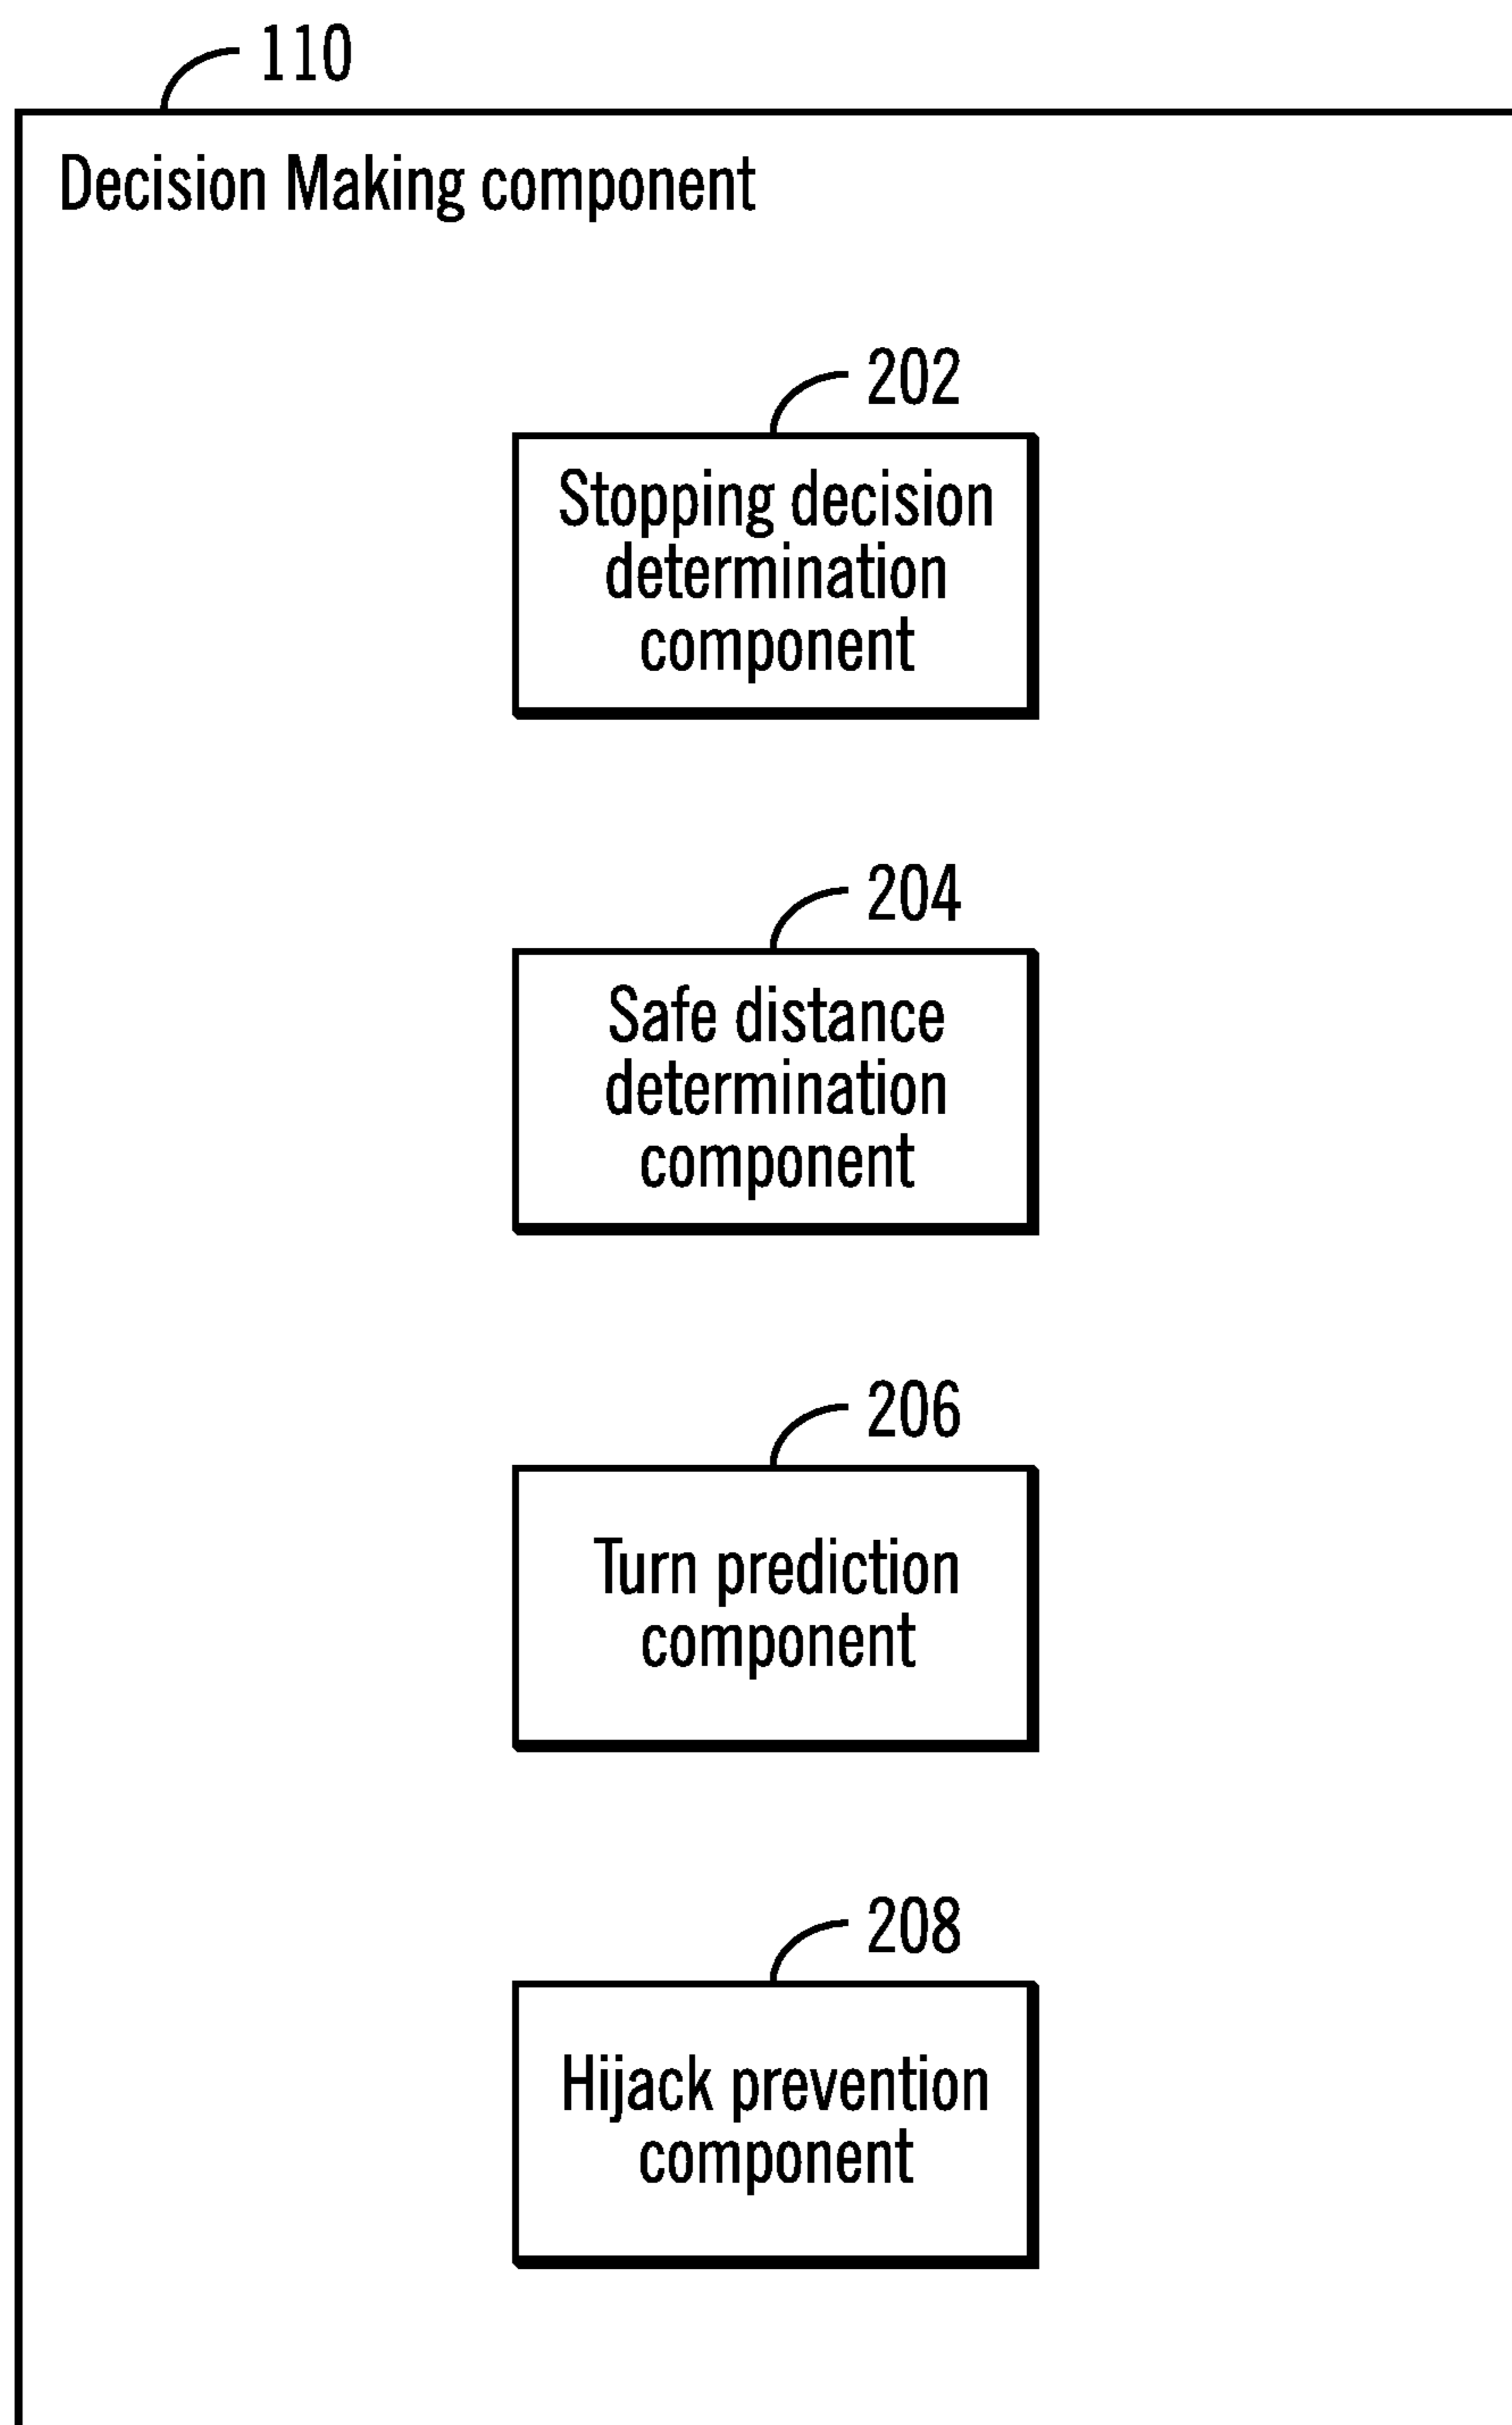 110
Decision Making component
202
Stopping decision
determination
component
204
Safe distance
determination
component
206
Turn prediction
component
208
Hijack prevention
component